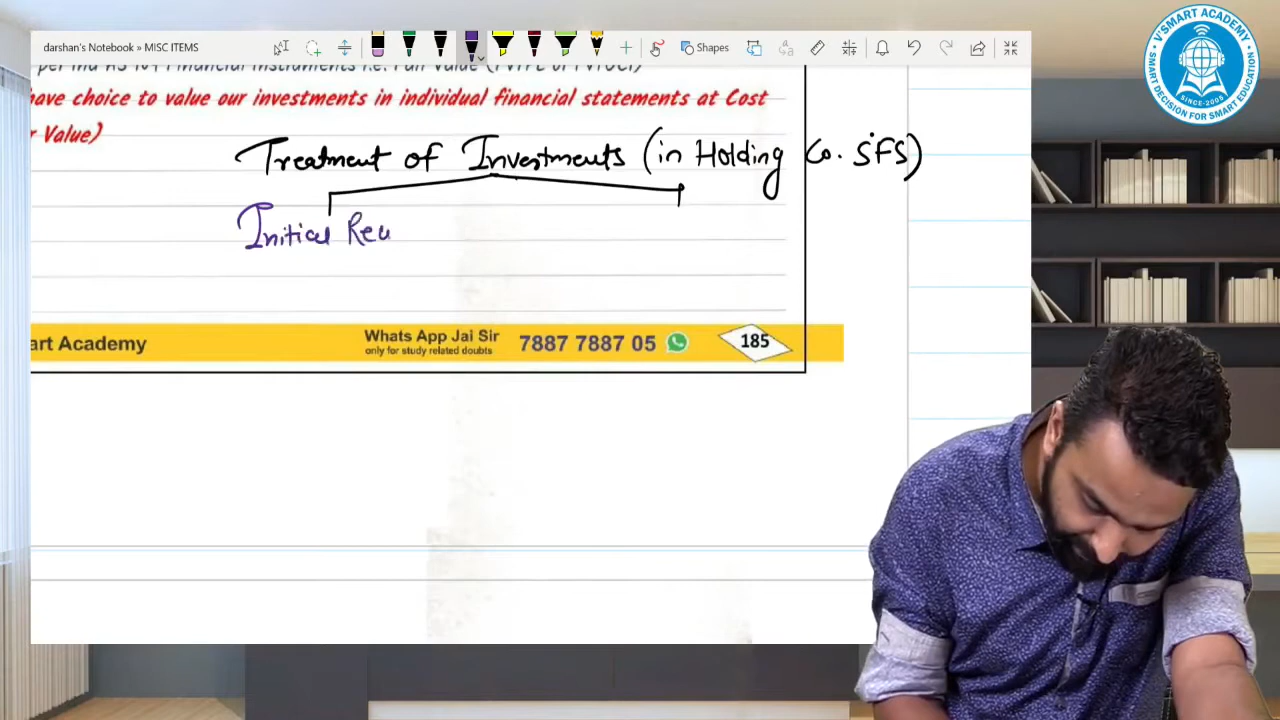 darshan's Notebook » MISC ITEMS
Shapes
V'SMART ACADEMY
SINCE-2005
SMART DECISION FOR SMART EDUCATION
Financial Instruments i.e.
have choice to value our investments in individual financial statements at Cost
r Value)
Treatment of Investments (in Holding Co. SFS)
Initial Rec
art Academy
Whats App Jai Sir
only for study related doubts
7887 7887 05
185